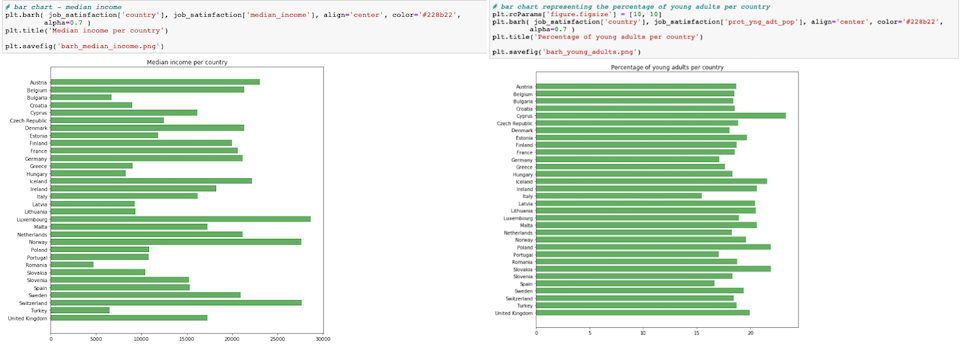 # bar chart - median income
plt.barh( job_satisfaction['country'], job_satisfaction['median_income'], align='center', color='#228b22',
alpha=0.7 )
plt.title('Median income per country')
plt.savefig('barh_median_income.png')
Median income per country
Austria
Belgium
Bulgaria
Croatia
Cyprus
Czech Republic
Denmark
Estonia
Finland
France
Germany
Greece
Hungary
Iceland
Ireland
Italy
Latvia
Lithuania
Luxembourg
Malta
Netherlands
Norway
Poland
Portugal
Romania
Slovakia
Slovenia
Spain
Sweden
Switzerland
Turkey
United Kingdom
0 5000 10000 15000 20000 25000 30000
# bar chart representing the percentage of young adults per country
plt.rcParams['figure.figsize'] = [10, 10]
plt.barh( job_satisfaction['country'], job_satisfaction['prct_yng_adt_pop'], align='center', color='#228b22',
alpha=0.7 )
plt.title('Percentage of young adults per country')
plt.savefig('barh_young_adults.png')
Percentage of young adults per country
Austria
Belgium
Bulgaria
Croatia
Cyprus
Czech Republic
Denmark
Estonia
Finland
France
Germany
Greece
Hungary
Iceland
Ireland
Italy
Latvia
Lithuania
Luxembourg
Malta
Netherlands
Norway
Poland
Portugal
Romania
Slovakia
Slovenia
Spain
Sweden
Switzerland
Turkey
United Kingdom
0 5 10 15 20